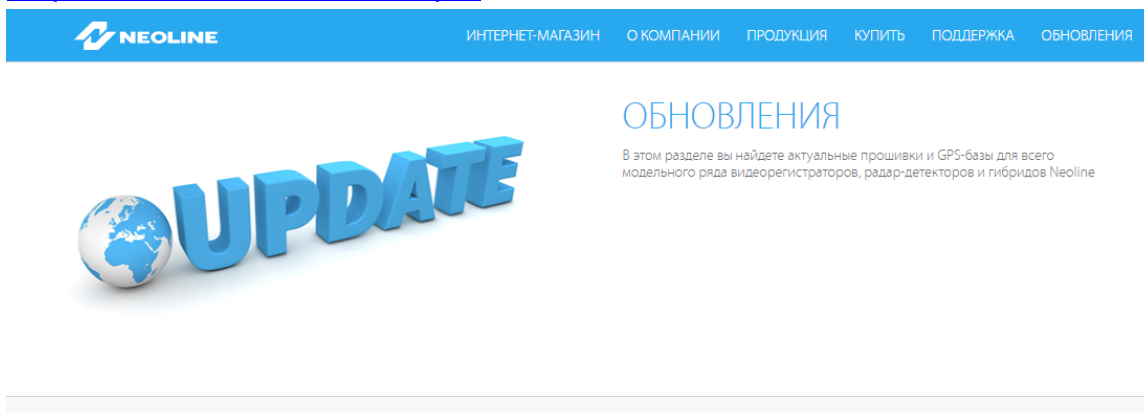 NEOLINE
ИНТЕРНЕТ-МАГАЗИН О КОМПАНИИ ПРОДУКЦИЯ КУПИТЬ ПОДДЕРЖКА ОБНОВЛЕНИЯ
UPDATE
ОБНОВЛЕНИЯ
В этом разделе вы найдете актуальные прошивки и GPS-базы для всего
модельного ряда видеорегистраторов, радар-детекторов и гибридов Neoline